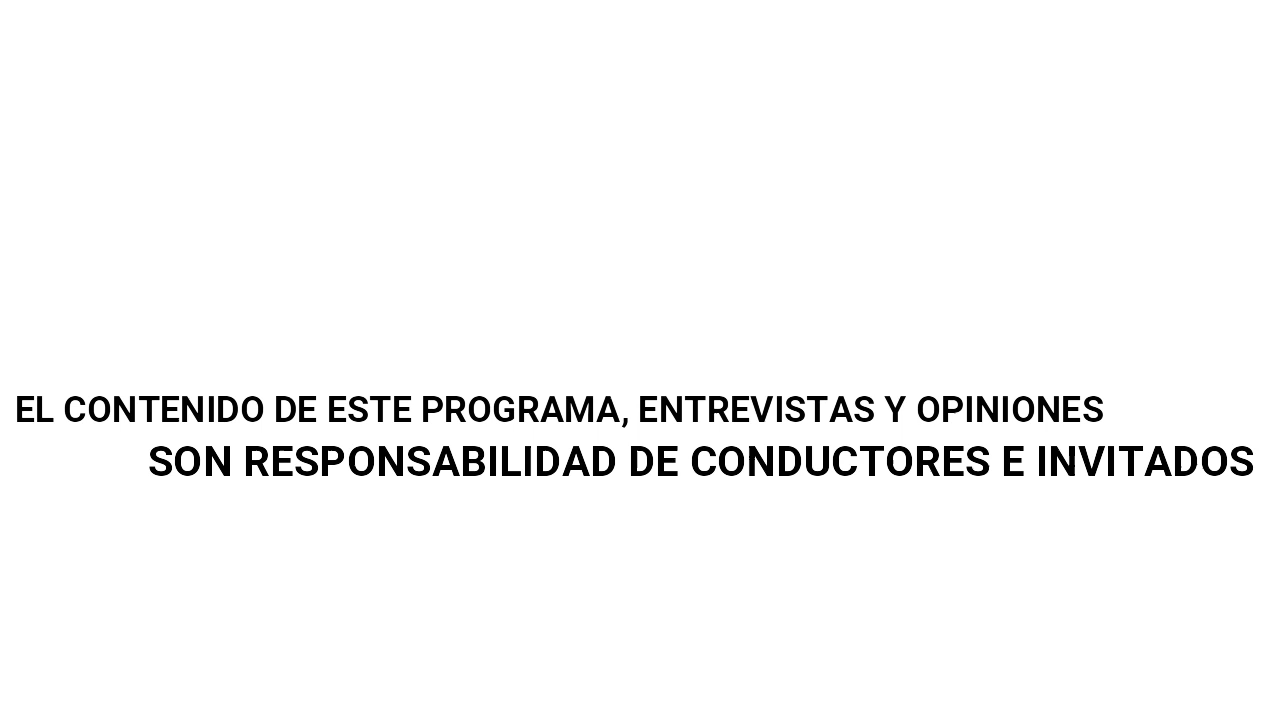 EL CONTENIDO DE ESTE PROGRAMA, ENTREVISTAS Y OPINIONES
SON RESPONSABILIDAD DE CONDUCTORES E INVITADOS